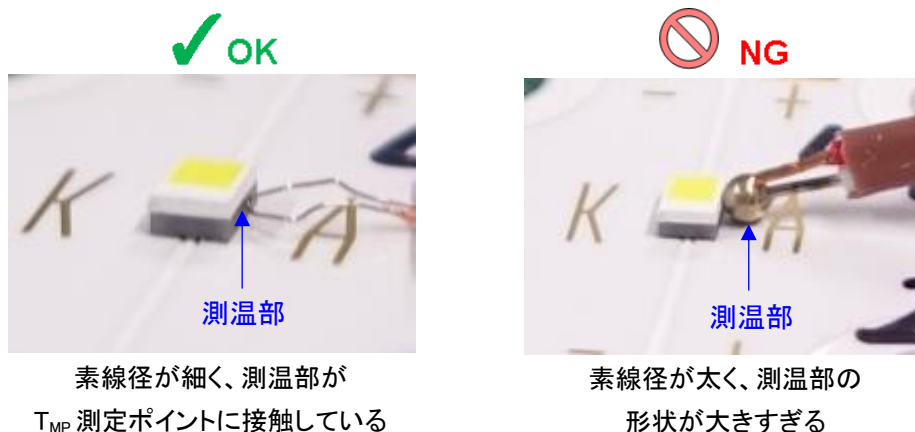 OK
NG
K
A
測温部
- +
K
A
測温部
素線径が細く、測温部が
TMP 測定ポイントに接触している
素線径が太く、測温部の
形状が大きすぎる